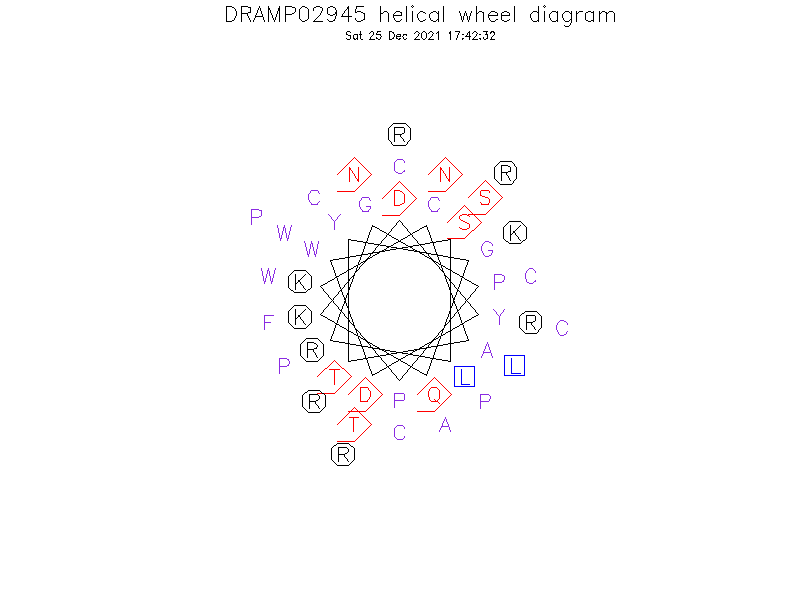 DRAMP02945 helical wheel diagram
Sat 25 Dec 2021 17:42:32
R
N C N R
C G D C S
P W Y S K
W G
W K P C
F K Y R C
P R A
T L L
R D P Q P
T C A
R